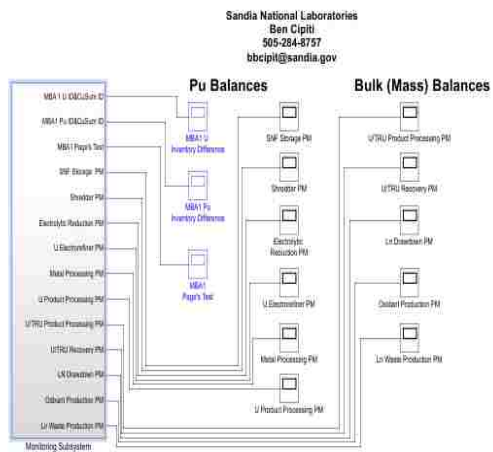 Sandia National Laboratories
Ben Cipiti
505-284-8757
bbcipit@sandia.gov
Pu Balances
Bulk (Mass) Balances
MBA1 U ID&CuSum ID
MBA1 Pu ID&CuSum ID
MBA1 Page's Test
SNF Storage PM
Shredder PM
Electrolytic Reduction PM
U Electrorefiner PM
Metal Processing PM
U Product Processing PM
U/TRU Product Processing PM
U/TRU Recovery PM
LN Drawdown PM
Oxidant Production PM
Ln Waste Production PM
Monitoring Subsystem
MBA1 U
Inventory Difference
MBA1 Pu
Inventory Difference
MBA1
Page's Test
SNF Storage PM
Shredder PM
Electrolytic
Reduction PM
U Electrorefiner PM
Metal Processing PM
U Product Processing PM
U/TRU Product Processing PM
U/TRU Recovery PM
Ln Drawdown PM
Oxidant Production PM
Ln Waste Production PM